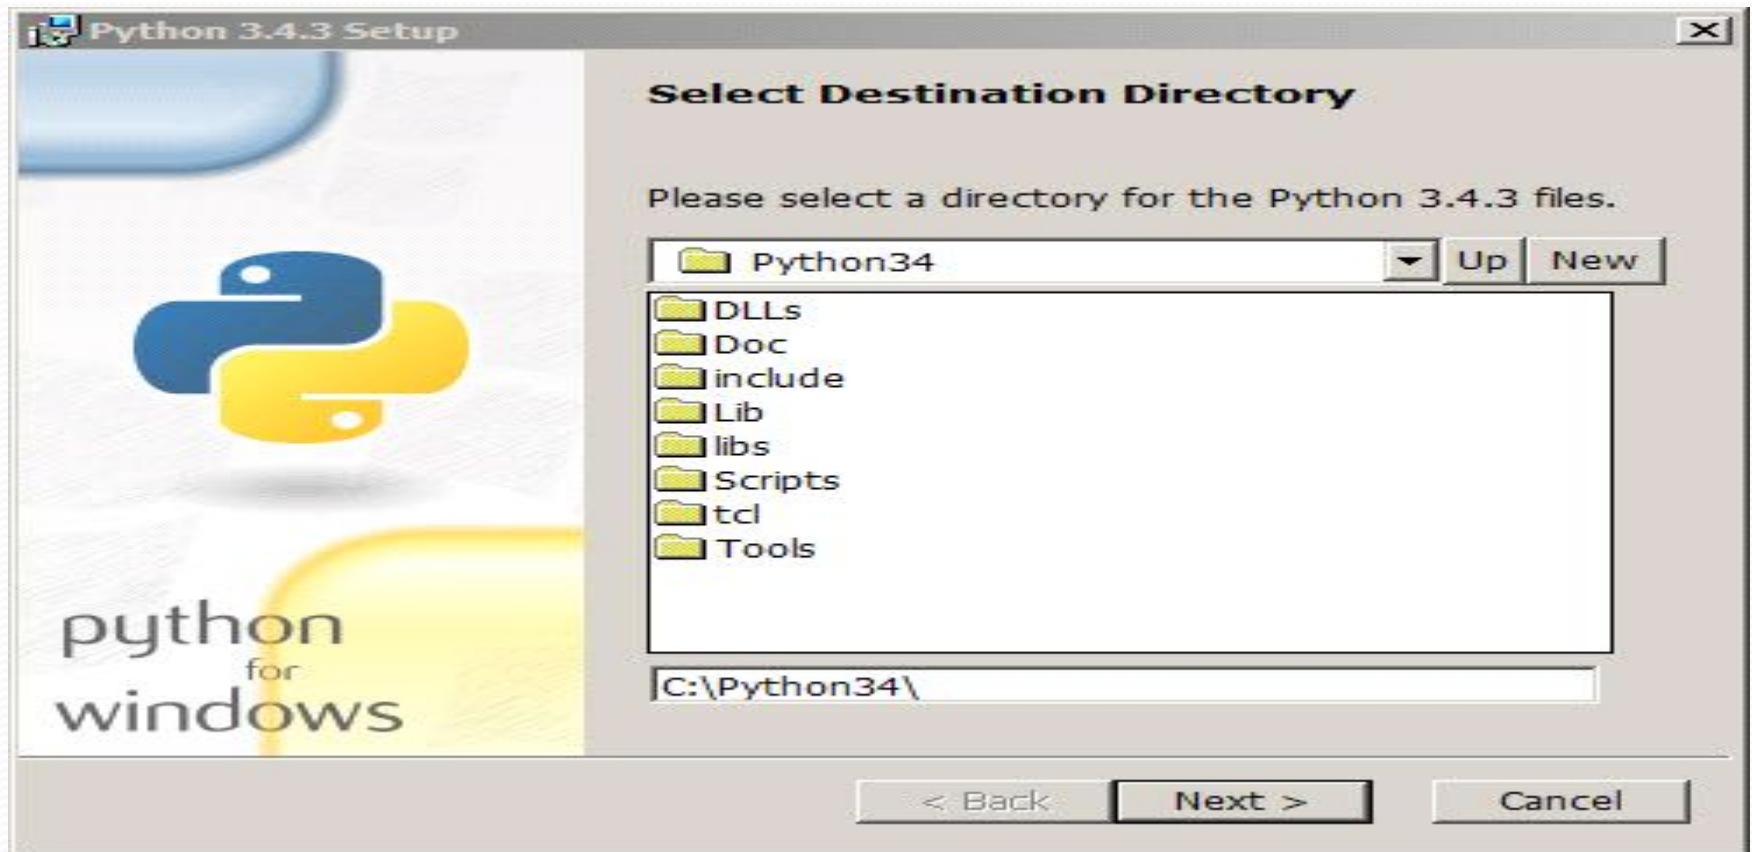 Python 3.4.3 Setup
Select Destination Directory
Please select a directory for the Python 3.4.3 files.
Python34
Up
New
DLLs
Doc
include
Lib
libs
Scripts
tcl
Tools
C:\Python34\
python
for
windows
< Back
Next >
Cancel